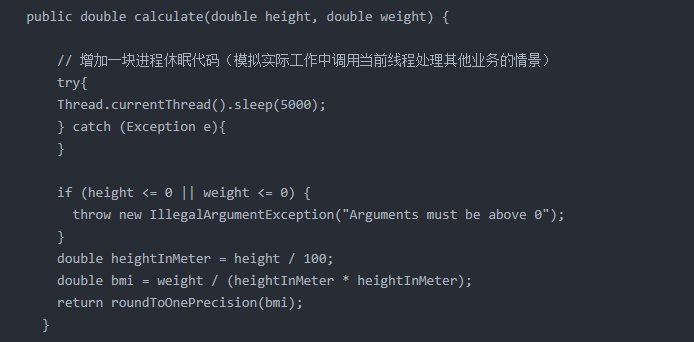 public double calculate(double height, double weight) {
// 增加一块进程休眠代码（模拟实际工作中调用当前线程处理其他业务的情景）
try{
Thread.currentThread().sleep(5000);
} catch (Exception e){
}
if (height <= 0 || weight <= 0) {
throw new IllegalArgumentException("Arguments must be above 0");
}
double heightInMeter = height / 100;
double bmi = weight / (heightInMeter * heightInMeter);
return roundToOnePrecision(bmi);
}